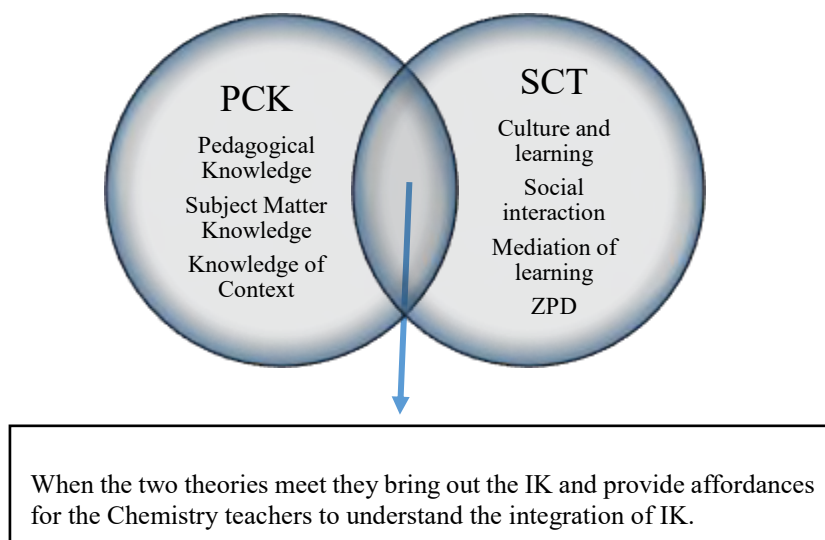 PCK
Pedagogical
Knowledge
Subject Matter
Knowledge
Knowledge of
Context
SCT
Culture and
learning
Social
interaction
Mediation of
learning
ZPD
When the two theories meet they bring out the IK and provide affordances
for the Chemistry teachers to understand the integration of IK.